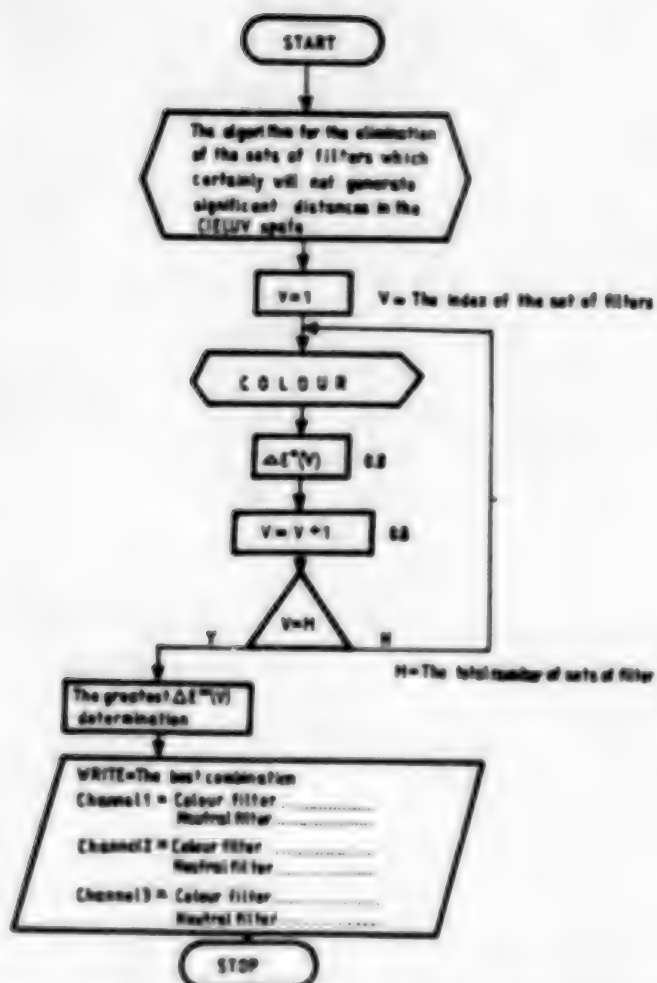 START
The algorithm for the elimination
of the sets of filters which
certainly will not generate
significant distances in the
CIELUV
V=1
V = The index of the set of filters
COLOUR
ΔE*(V)
V = V+1
V=M
Y
M=The total number of sets of filter
The greatest ΔE*(V)
determination
WRITE=The best combination
Channel1 = Colour filter ..............
Neutral filter ..............
Channel2 = Colour filter ..............
Neutral filter ..............
Channel3 = Colour filter ..............
Neutral filter ..............
STOP